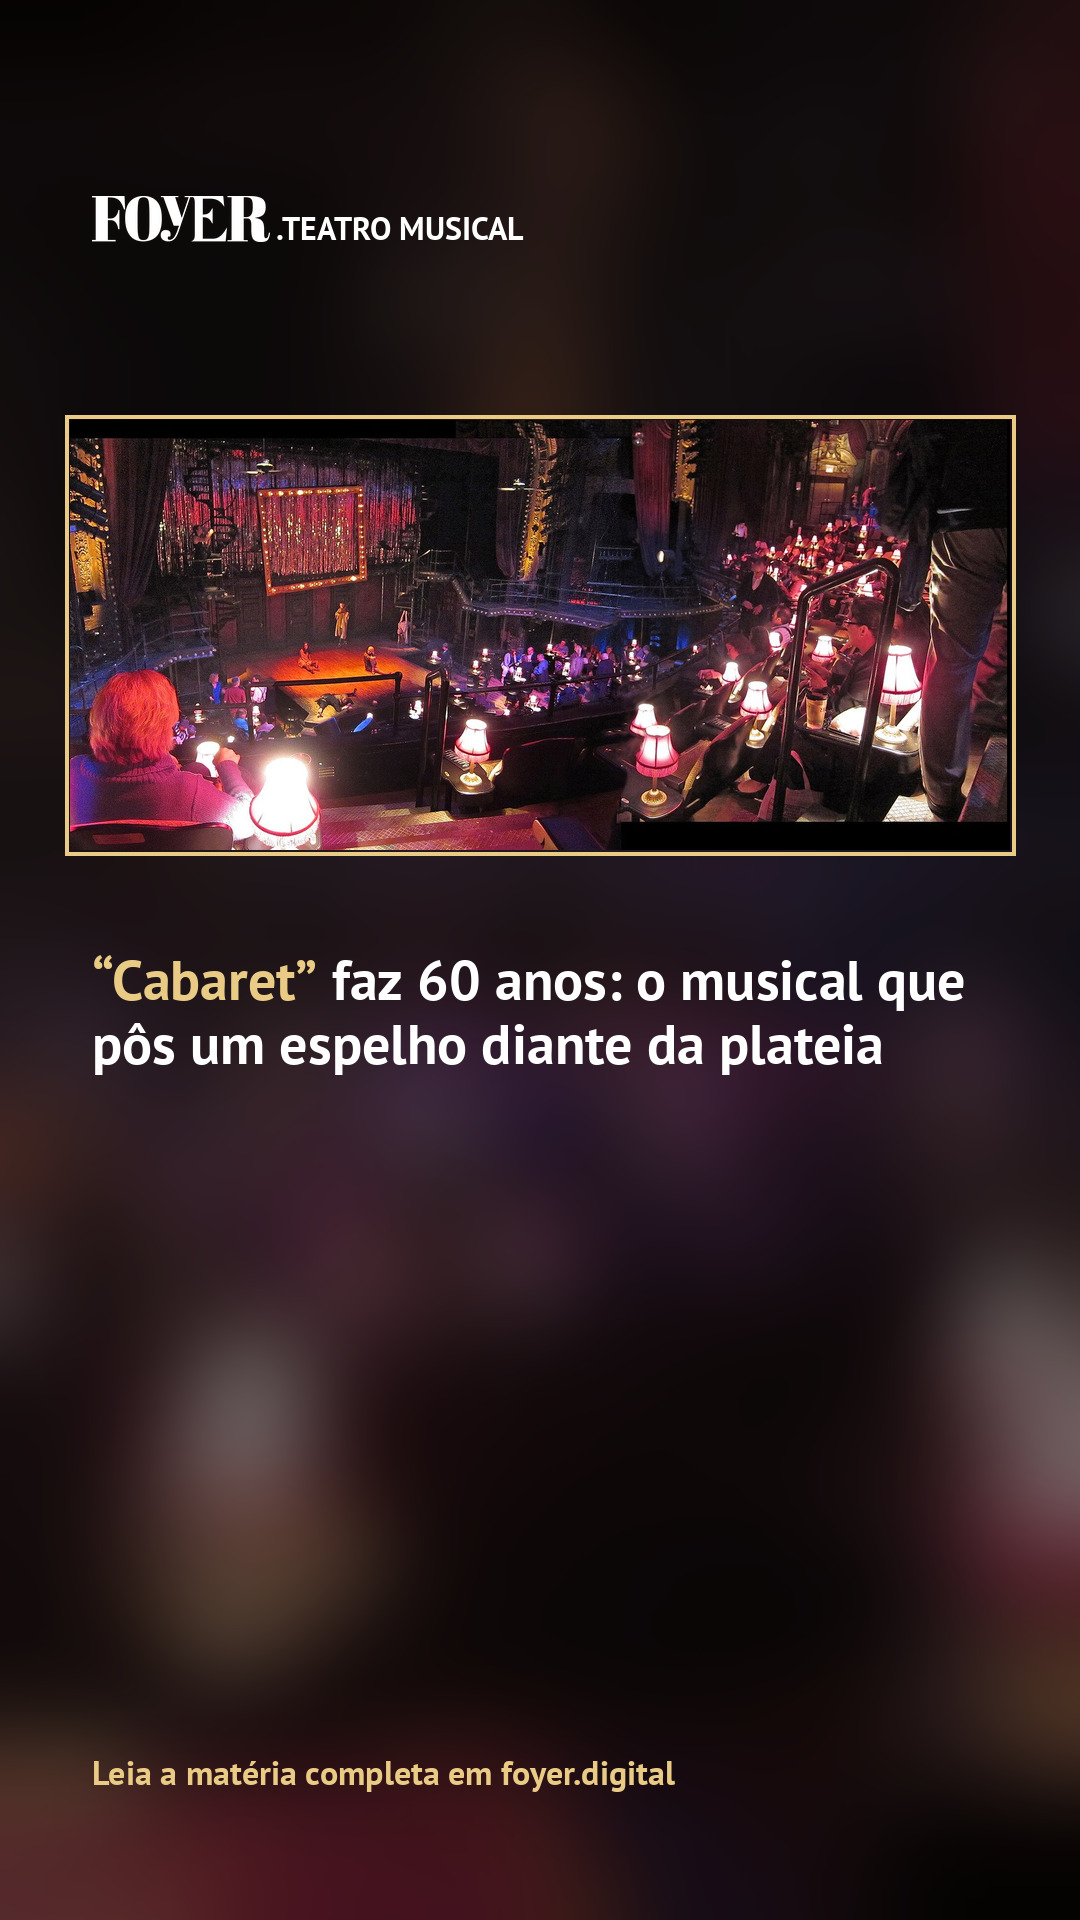 FOYER .TEATRO MUSICAL
“Cabaret” faz 60 anos: o musical que
pôs um espelho diante da plateia
Leia a matéria completa em foyer.digital